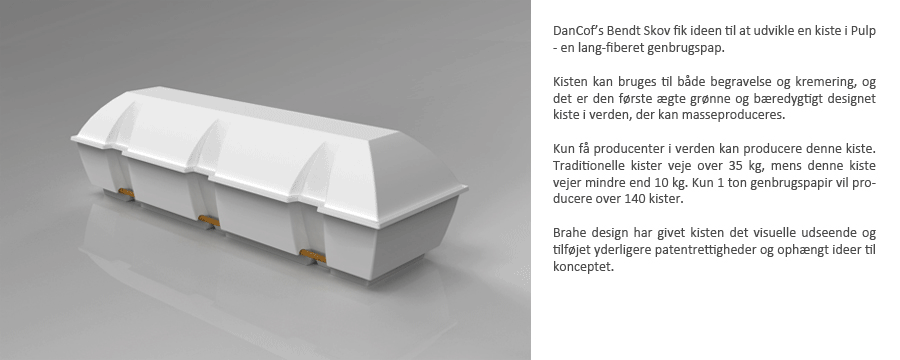 DanCof's Bendt Skov fik ideen til at udvikle en kiste i Pulp
- en lang-fiberet genbrugspap.
Kisten kan bruges til både begravelse og kremering, og
det er den første ægte grønne og bæredygtigt designet
kiste i verden, der kan masseproduceres.
Kun få producenter i verden kan producere denne kiste.
Traditionelle kister veje over 35 kg, mens denne kiste
vejer mindre end 10 kg. Kun 1 ton genbrugspapir vil pro-
ducere over 140 kister.
Brahe design har givet kisten det visuelle udseende og
tilføjet yderligere patentrettigheder og ophængt ideer til
konceptet.